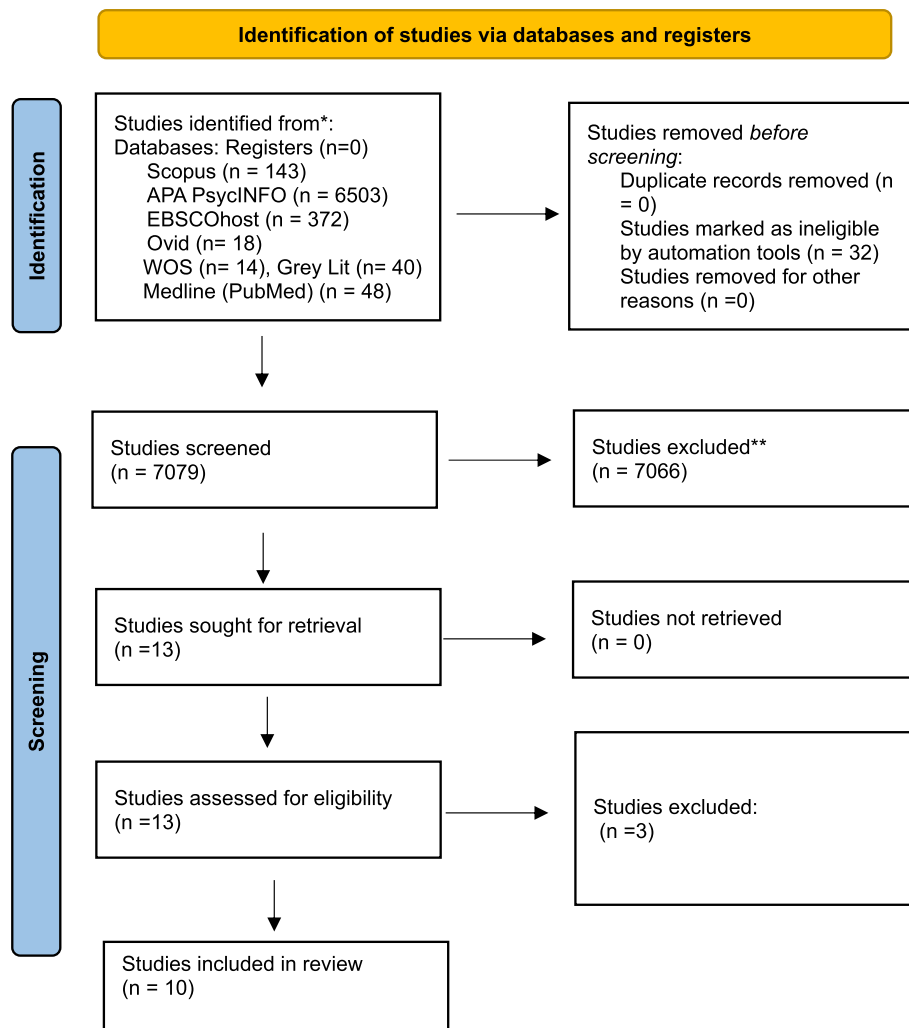 Identification of studies via databases and registers
Identification
Studies identified from*:
Databases: Registers (n=0)
Scopus (n = 143)
APA PsycINFO (n = 6503)
EBSCOhost (n = 372)
Ovid (n= 18)
WOS (n= 14), Grey Lit (n= 40)
Medline (PubMed) (n = 48)
Studies removed before
screening:
Duplicate records removed (n
= 0)
Studies marked as ineligible
by automation tools (n = 32)
Studies removed for other
reasons (n =0)
Screening
Studies screened
(n = 7079)
Studies excluded**
(n = 7066)
Studies sought for retrieval
(n =13)
Studies not retrieved
(n = 0)
Studies assessed for eligibility
(n =13)
Studies excluded:
(n =3)
Studies included in review
(n = 10)